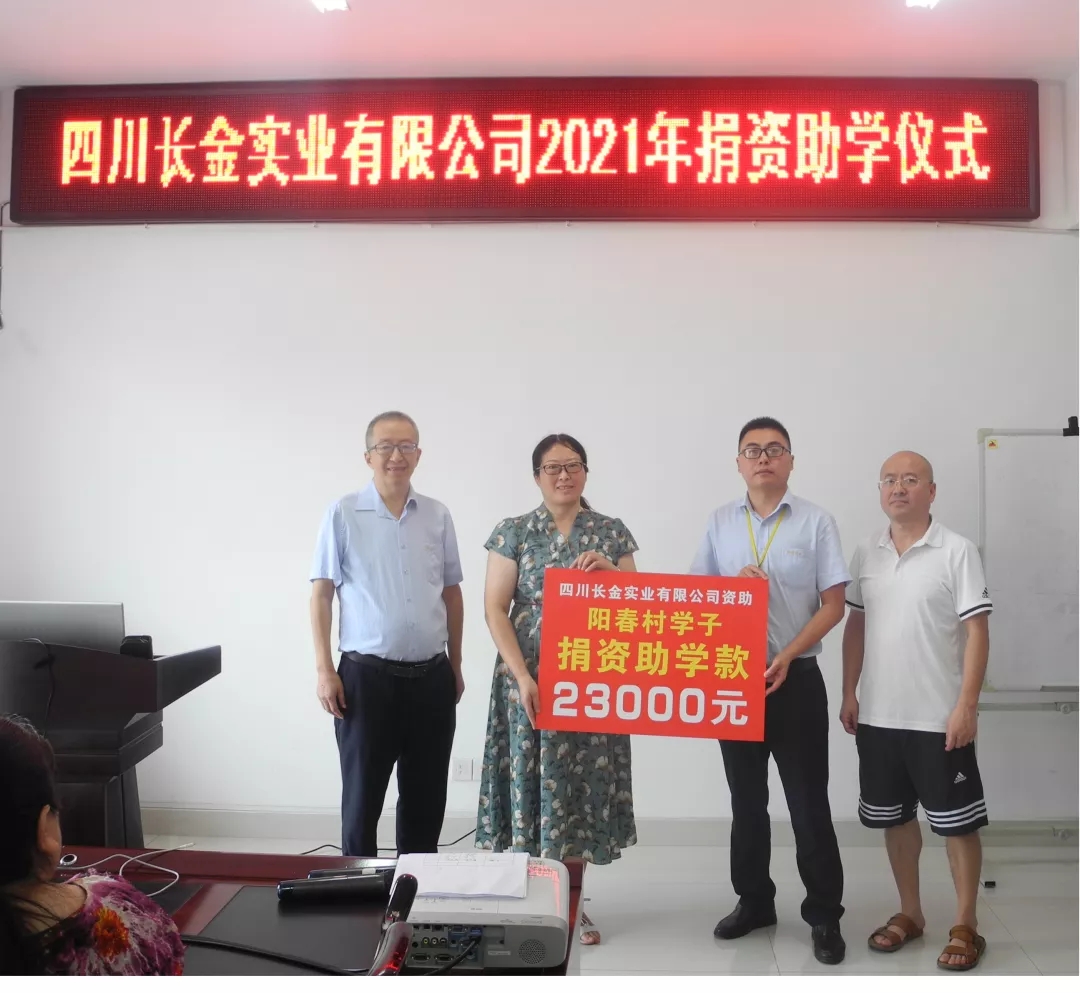 四川长金实业有限公司2021年捐资助学仪式
四川长金实业有限公司资助
阳春村学子
捐资助学款
23000元